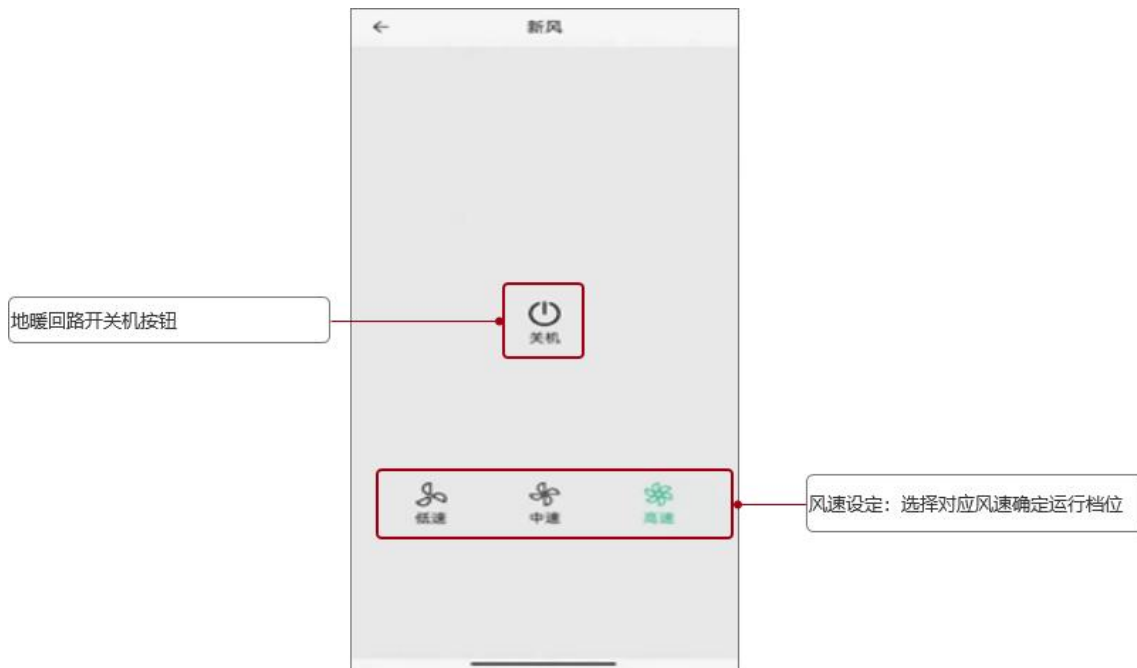 新风
地暖回路开关机按钮
关机
低速
中速
高速
风速设定：选择对应风速确定运行档位